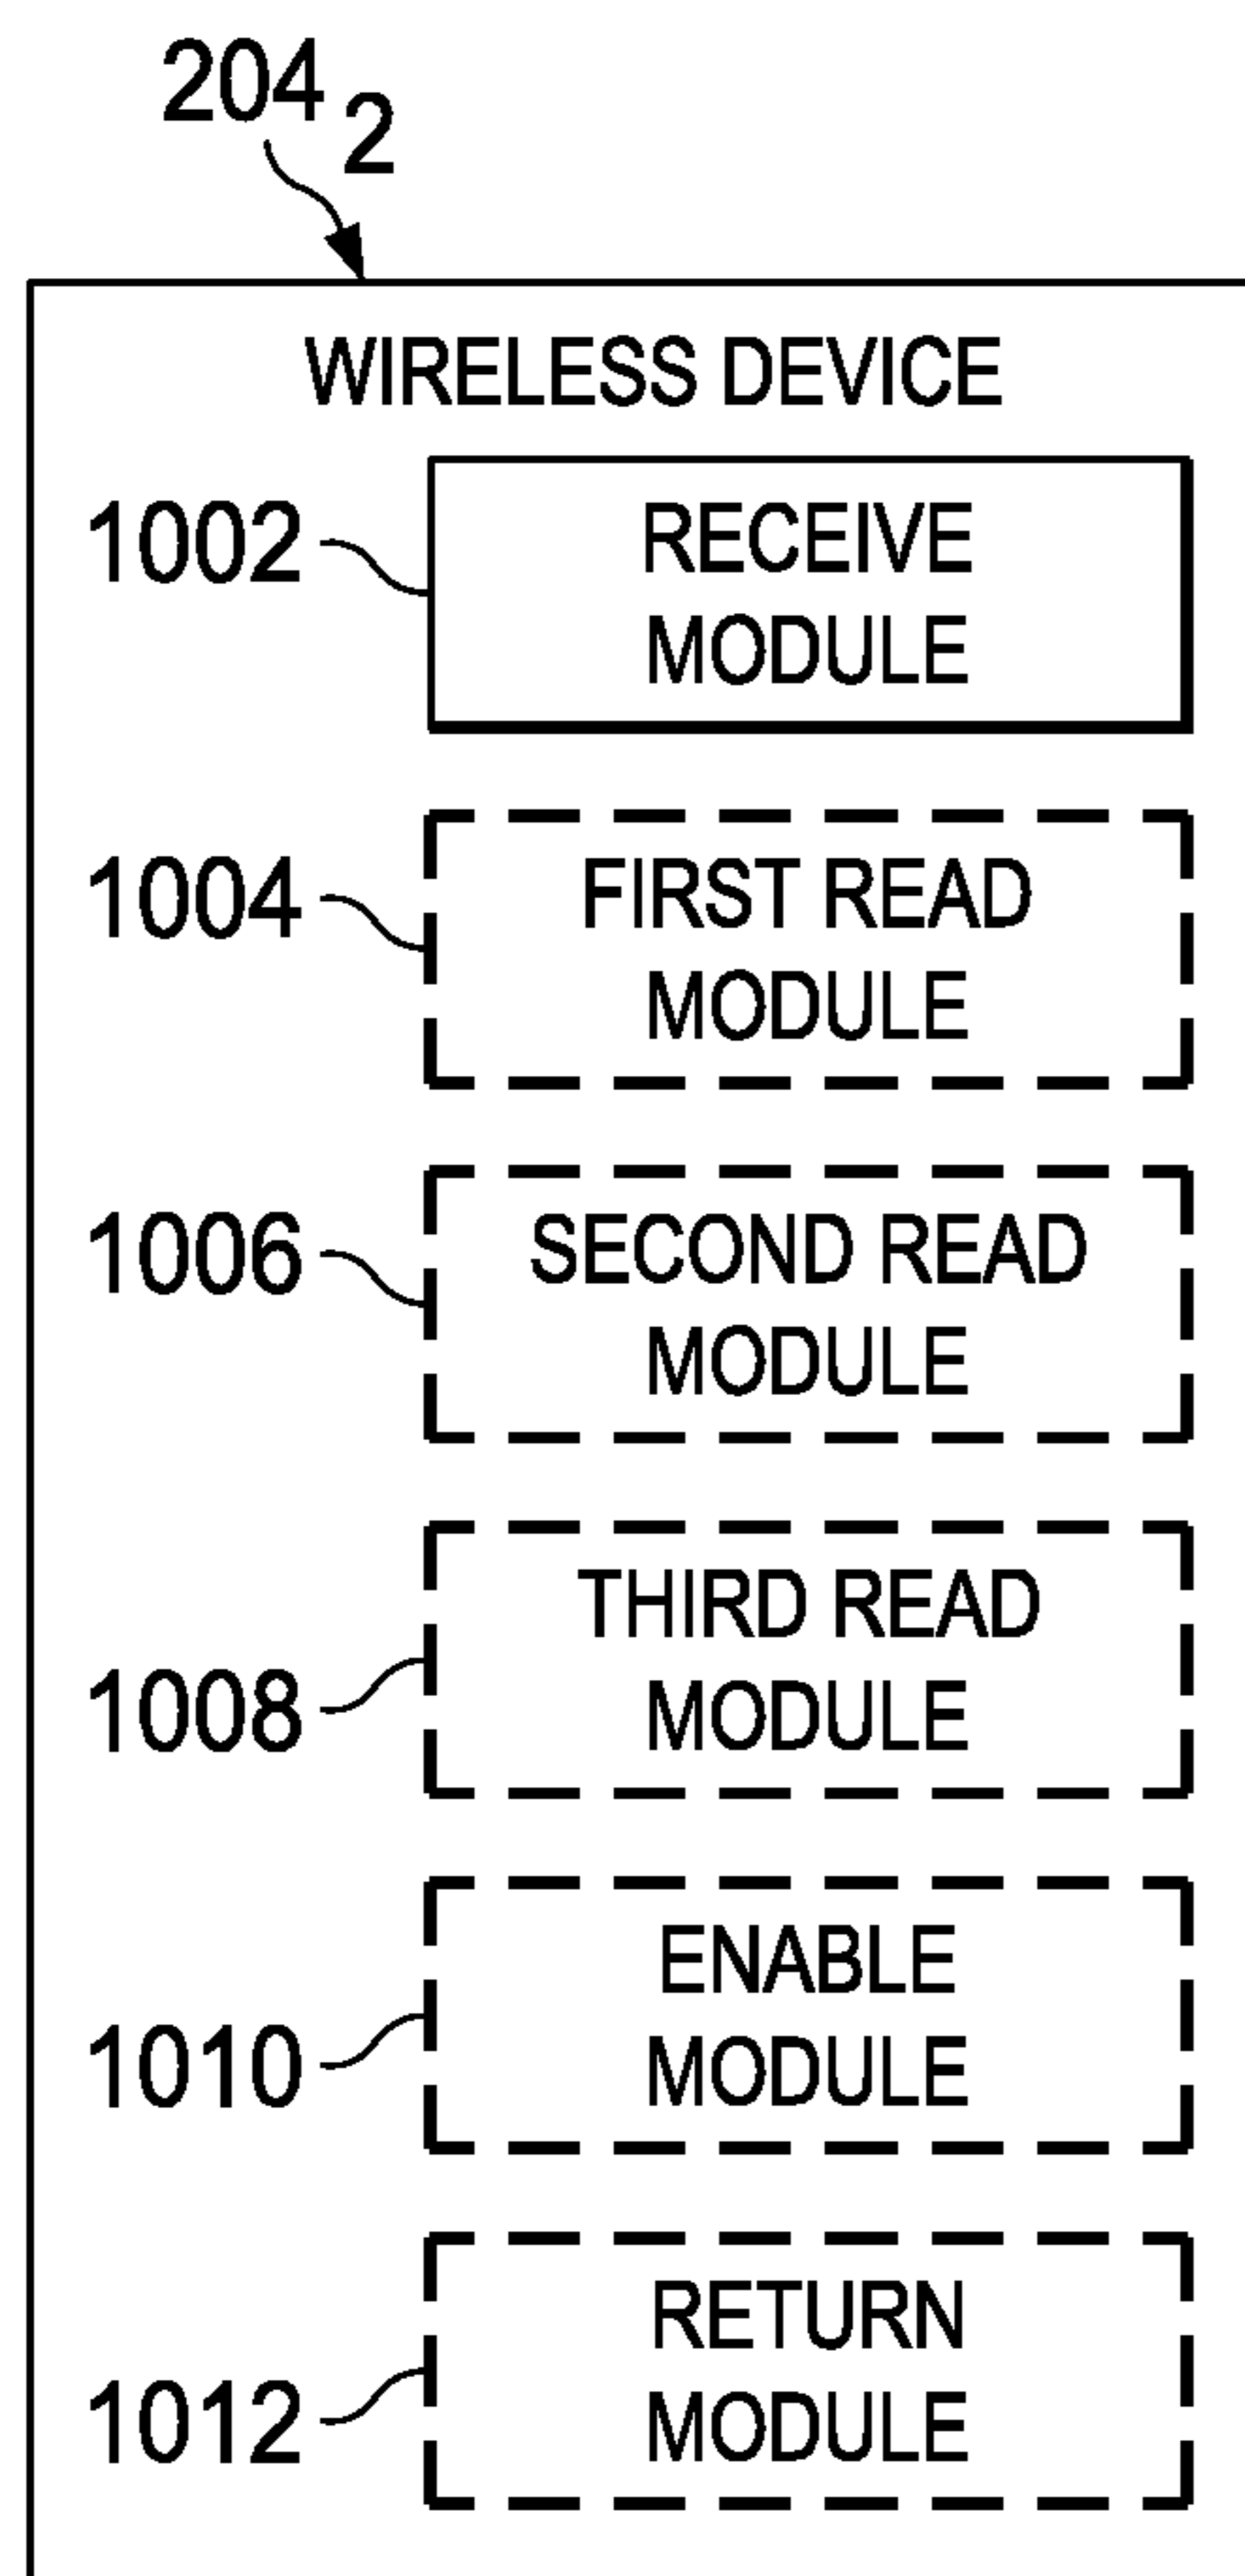 204 2
WIRELESS DEVICE
1002
RECEIVE
MODULE
1004
FIRST READ
MODULE
1006
SECOND READ
MODULE
1008
THIRD READ
MODULE
1010
ENABLE
MODULE
1012
RETURN
MODULE